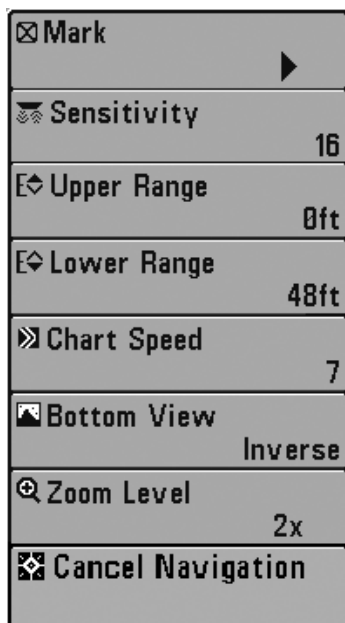 Mark
Sensitivity
16
Upper Range
0ft
Lower Range
48ft
Chart Speed
7
Bottom View
Inverse
Zoom Level
2x
Cancel Navigation